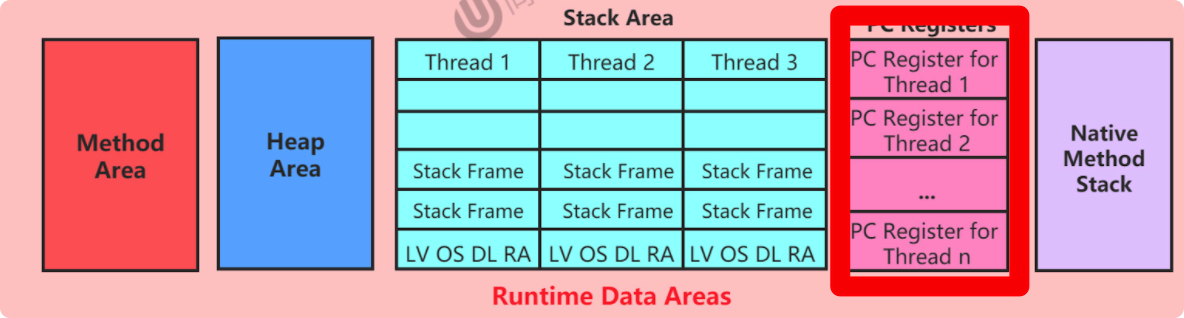 Stack Area
PC Registers
Thread 1
Thread 2
Thread 3
PC Register for
Thread 1
PC Register for
Thread 2
Method
Area
Heap
Area
Native
Method
Stack
Stack Frame
Stack Frame
Stack Frame
...
Stack Frame
Stack Frame
Stack Frame
LV OS DL RA
LV OS DL RA
LV OS DL RA
PC Register for
Thread n
Runtime Data Areas